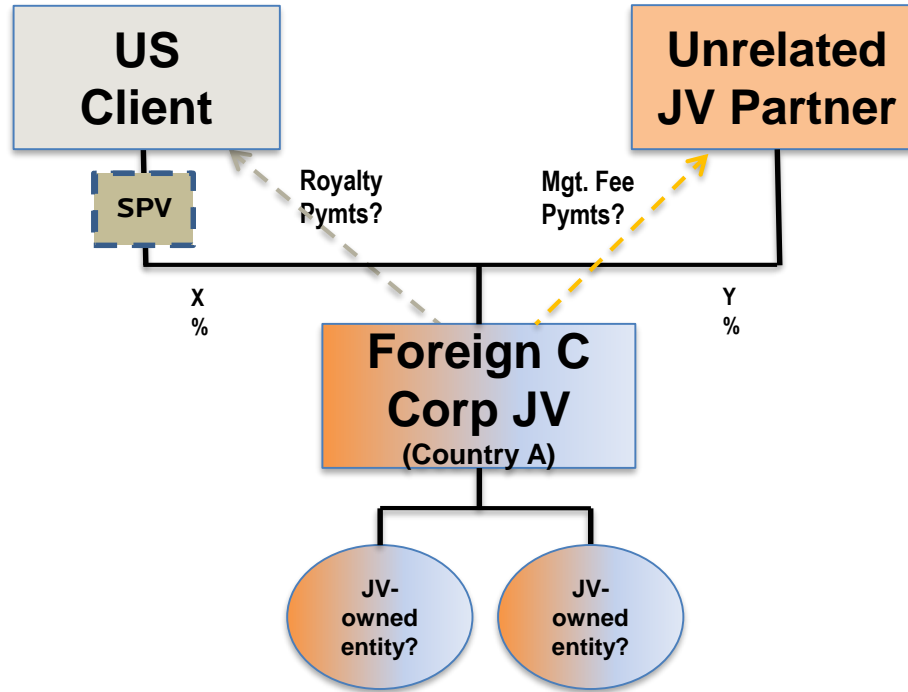 US
Client
Unrelated
JV Partner
SPV
Royalty
Pymts?
Mgt. Fee
Pymts?
X
%
Y
%
Foreign C
Corp JV
(Country A)
JV-
owned
entity?
JV-
owned
entity?